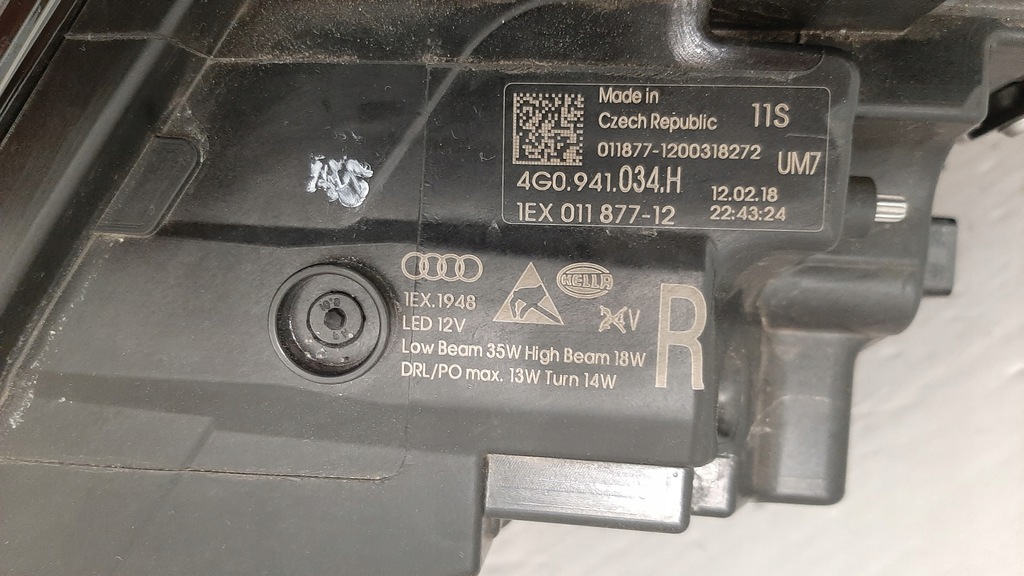 Made in
Czech Republic
11S
011877-1200318272
UM7
4G0.941.034.H
12.02.18
1EX 011 877-12
22:43:24
HELLA
1EX.1948
LED 12V
24V
R
Low Beam 35W High Beam 18W
DRL/PO max. 13W Turn 14W